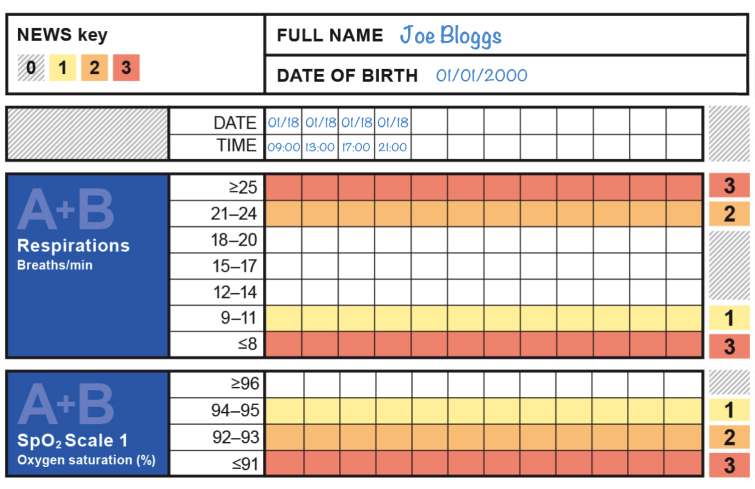 NEWS key
0 1 2 3
FULL NAME Joe Bloggs
DATE OF BIRTH 01/01/2000
DATE 01/18 01/18 01/18 01/18
TIME 09:00 13:00 17:00 21:00
A+B
Respirations
Breaths/min
≥25 3
21–24 2
18–20
15–17
12–14
9–11 1
≤8 3
A+B
SpO₂ Scale 1
Oxygen saturation (%)
≥96
94–95 1
92–93 2
≤91 3